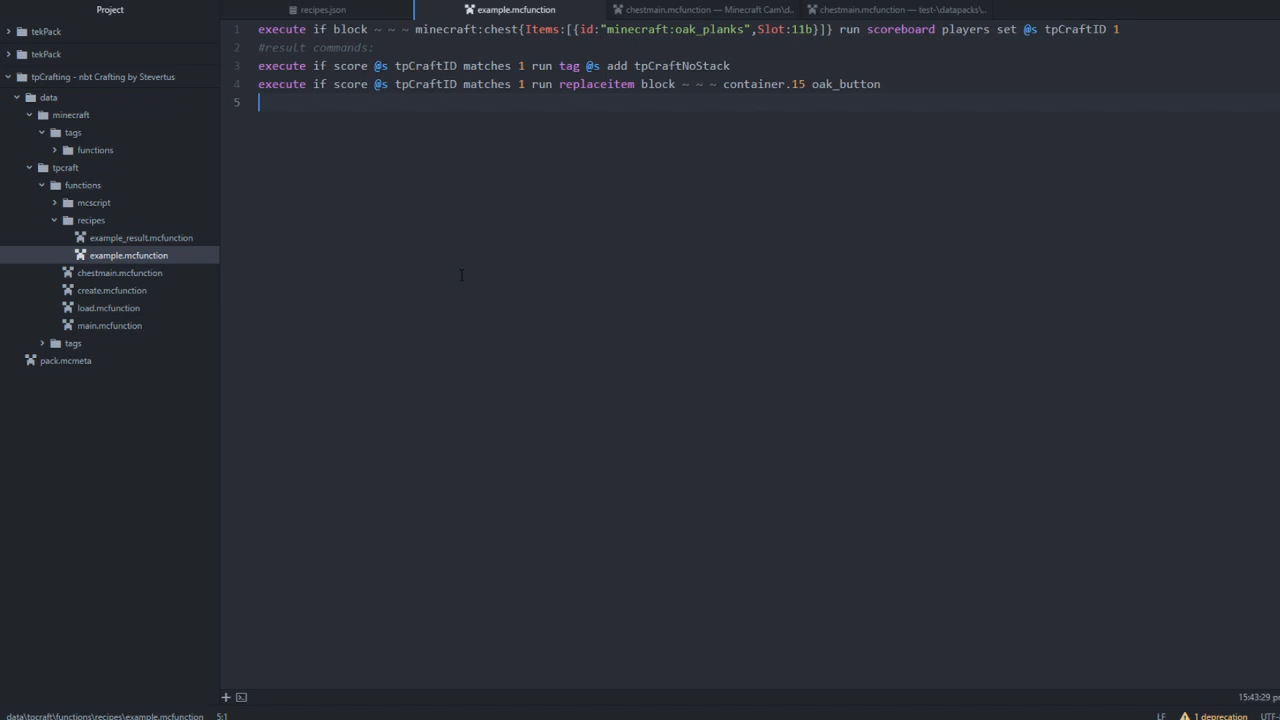 Project
recipes.json
example.mcfunction
chestmain.mcfunction — Minecraft Cam\d..
chestmain.mcfunction — test-\datapacks\..
tekPack
tekPack
tpCrafting - nbt Crafting by Stevertus
data
minecraft
tags
functions
tpcraft
functions
mcscript
recipes
example_result.mcfunction
example.mcfunction
chestmain.mcfunction
create.mcfunction
load.mcfunction
main.mcfunction
tags
pack.mcmeta
1 execute if block ~ ~ ~ minecraft:chest{Items:[{id:"minecraft:oak_planks",Slot:11b}]} run scoreboard players set @s tpCraftID 1
2 #result commands:
3 execute if score @s tpCraftID matches 1 run tag @s add tpCraftNoStack
4 execute if score @s tpCraftID matches 1 run replaceitem block ~ ~ ~ container.15 oak_button
5
15:43:29 p
data\tpcraft\functions\recipes\example.mcfunction 5:1 LF 1 deprecation UTF-